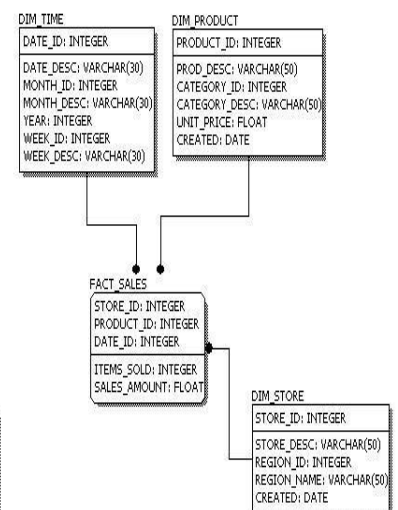 DIM_TIME
DATE_ID: INTEGER
DATE_DESC: VARCHAR(30)
MONTH_ID: INTEGER
MONTH_DESC: VARCHAR(30)
YEAR: INTEGER
WEEK_ID: INTEGER
WEEK_DESC: VARCHAR(30)
DIM_PRODUCT
PRODUCT_ID: INTEGER
PROD_DESC: VARCHAR(50)
CATEGORY_ID: INTEGER
CATEGORY_DESC: VARCHAR(50)
UNIT_PRICE: FLOAT
CREATED: DATE
FACT_SALES
STORE_ID: INTEGER
PRODUCT_ID: INTEGER
DATE_ID: INTEGER
ITEMS_SOLD: INTEGER
SALES_AMOUNT: FLOAT
DIM_STORE
STORE_ID: INTEGER
STORE_DESC: VARCHAR(50)
REGION_ID: INTEGER
REGION_NAME: VARCHAR(50)
CREATED: DATE